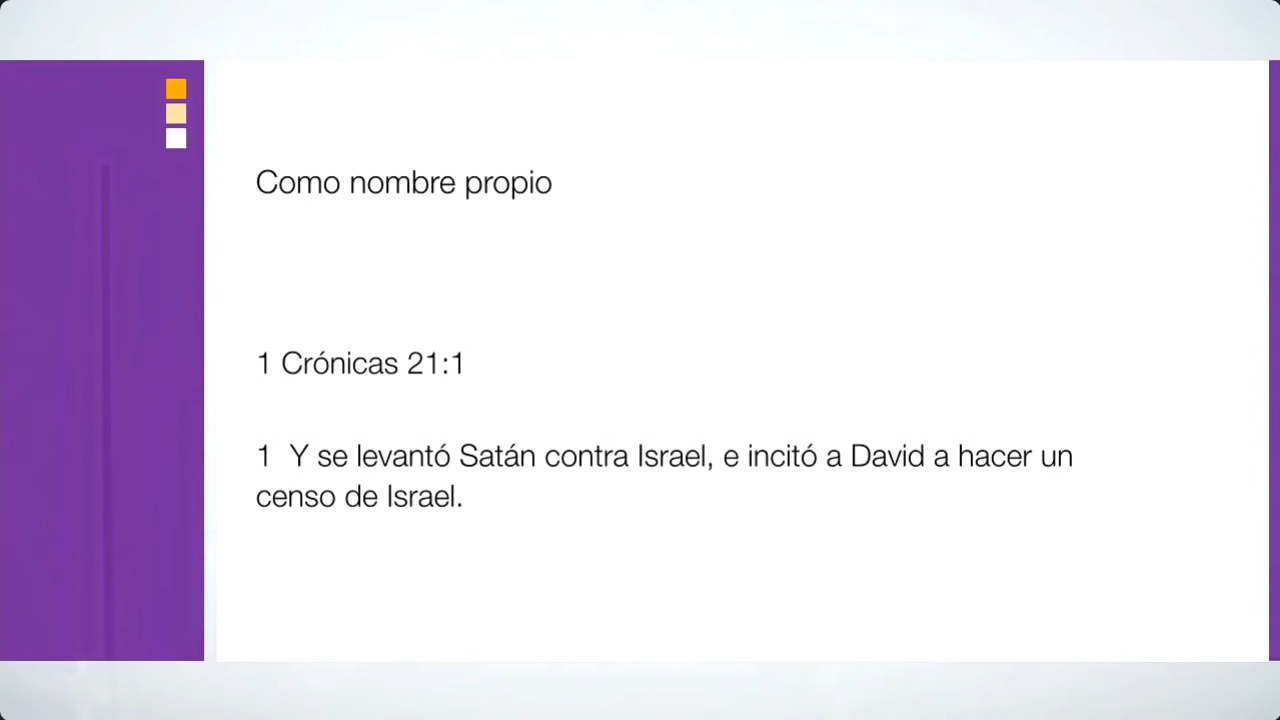 Como nombre propio
1 Crónicas 21:1
1 Y se levantó Satán contra Israel, e incitó a David a hacer un
censo de Israel.